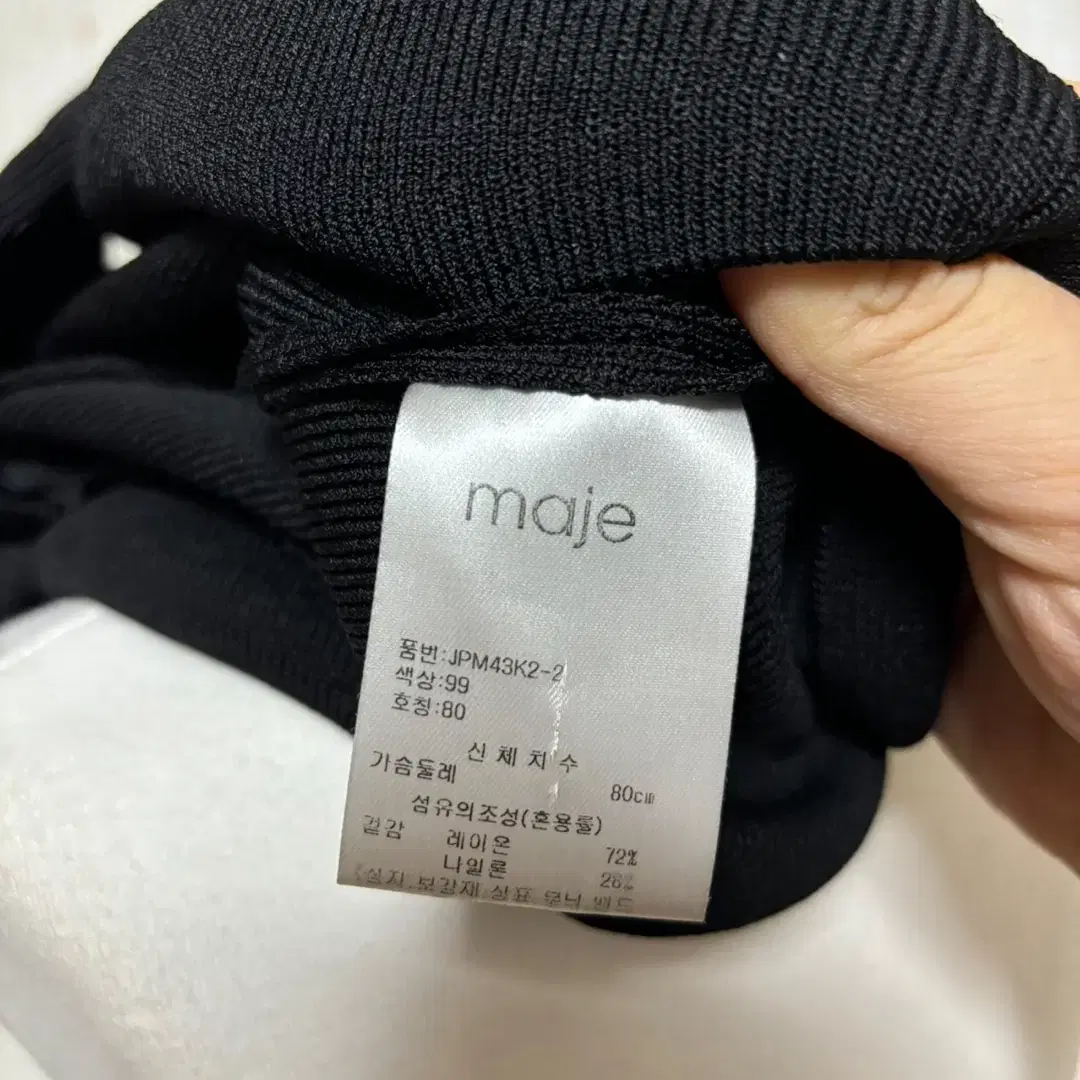 maje
품번:JPM43K2-2
색상:99
호칭:80
신체치수
가슴둘레 80cm
섬유의조성(혼용률)
겉감 레이온 72%
나일론 28%